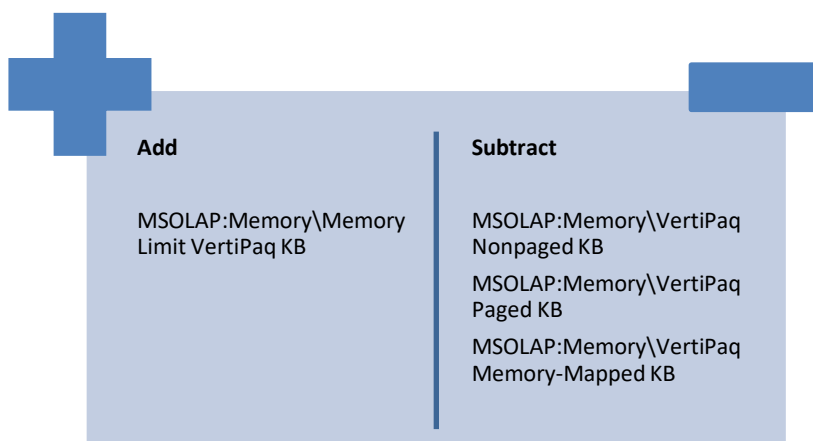 Add
MSOLAP:Memory\Memory
Limit VertiPaq KB
Subtract
MSOLAP:Memory\VertiPaq
Nonpaged KB
MSOLAP:Memory\VertiPaq
Paged KB
MSOLAP:Memory\VertiPaq
Memory-Mapped KB